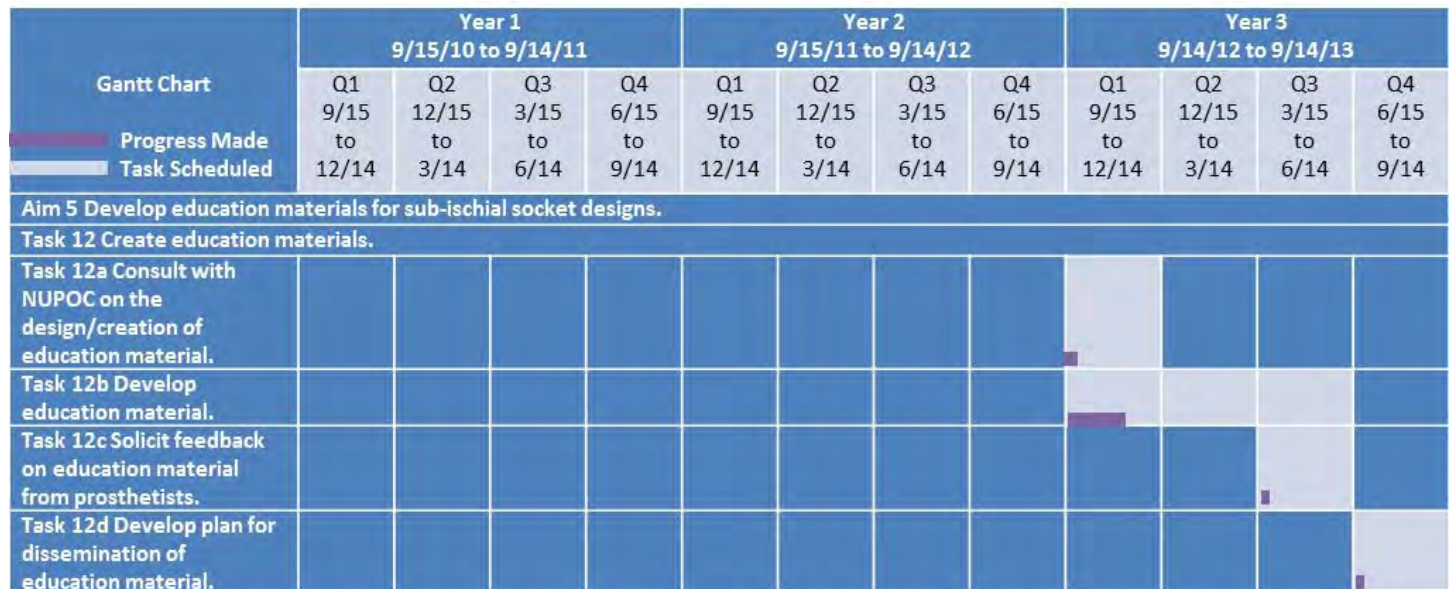 Year 1
9/15/10 to 9/14/11
Year 2
9/15/11 to 9/14/12
Year 3
9/14/12 to 9/14/13
Gantt Chart
Progress Made
Task Scheduled
Q1
9/15
to
12/14
Q2
12/15
to
3/14
Q3
3/15
to
6/14
Q4
6/15
to
9/14
Q1
9/15
to
12/14
Q2
12/15
to
3/14
Q3
3/15
to
6/14
Q4
6/15
to
9/14
Q1
9/15
to
12/14
Q2
12/15
to
3/14
Q3
3/15
to
6/14
Q4
6/15
to
9/14
Aim 5 Develop education materials for sub-ischial socket designs.
Task 12 Create education materials.
Task 12a Consult with
NUPOC on the
design/creation of
education material.
Task 12b Develop
education material.
Task 12c Solicit feedback
on education material
from prosthetists.
Task 12d Develop plan for
dissemination of
education material.